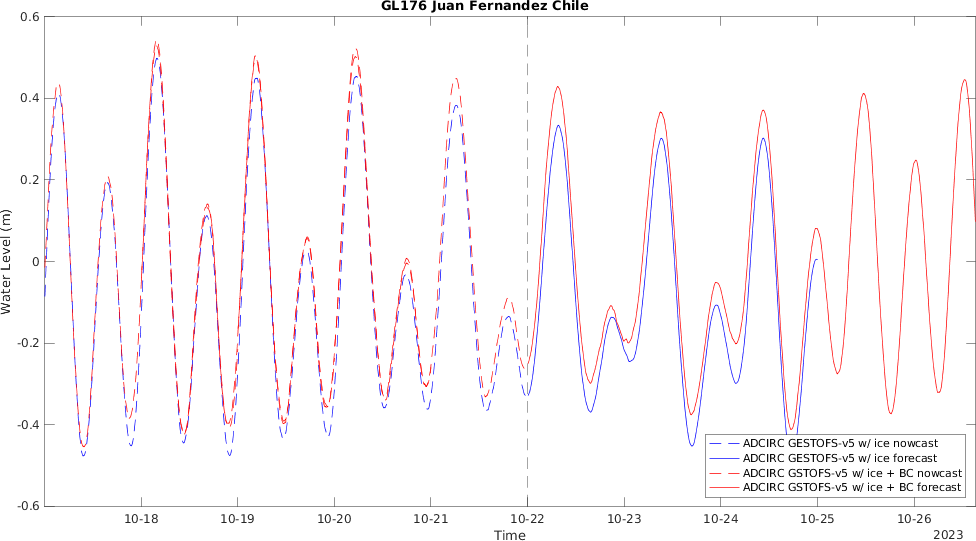 GL176 Juan Fernandez Chile
0.6
0.4
0.2
0
-0.2
-0.4
-0.6
Water Level (m)
10-18 10-19 10-20 10-21 10-22 10-23 10-24 10-25 10-26
Time
2023
ADCIRC GESTOFS-v5 w/ ice nowcast
ADCIRC GESTOFS-v5 w/ ice forecast
ADCIRC GSTOFS-v5 w/ ice + BC nowcast
ADCIRC GSTOFS-v5 w/ ice + BC forecast